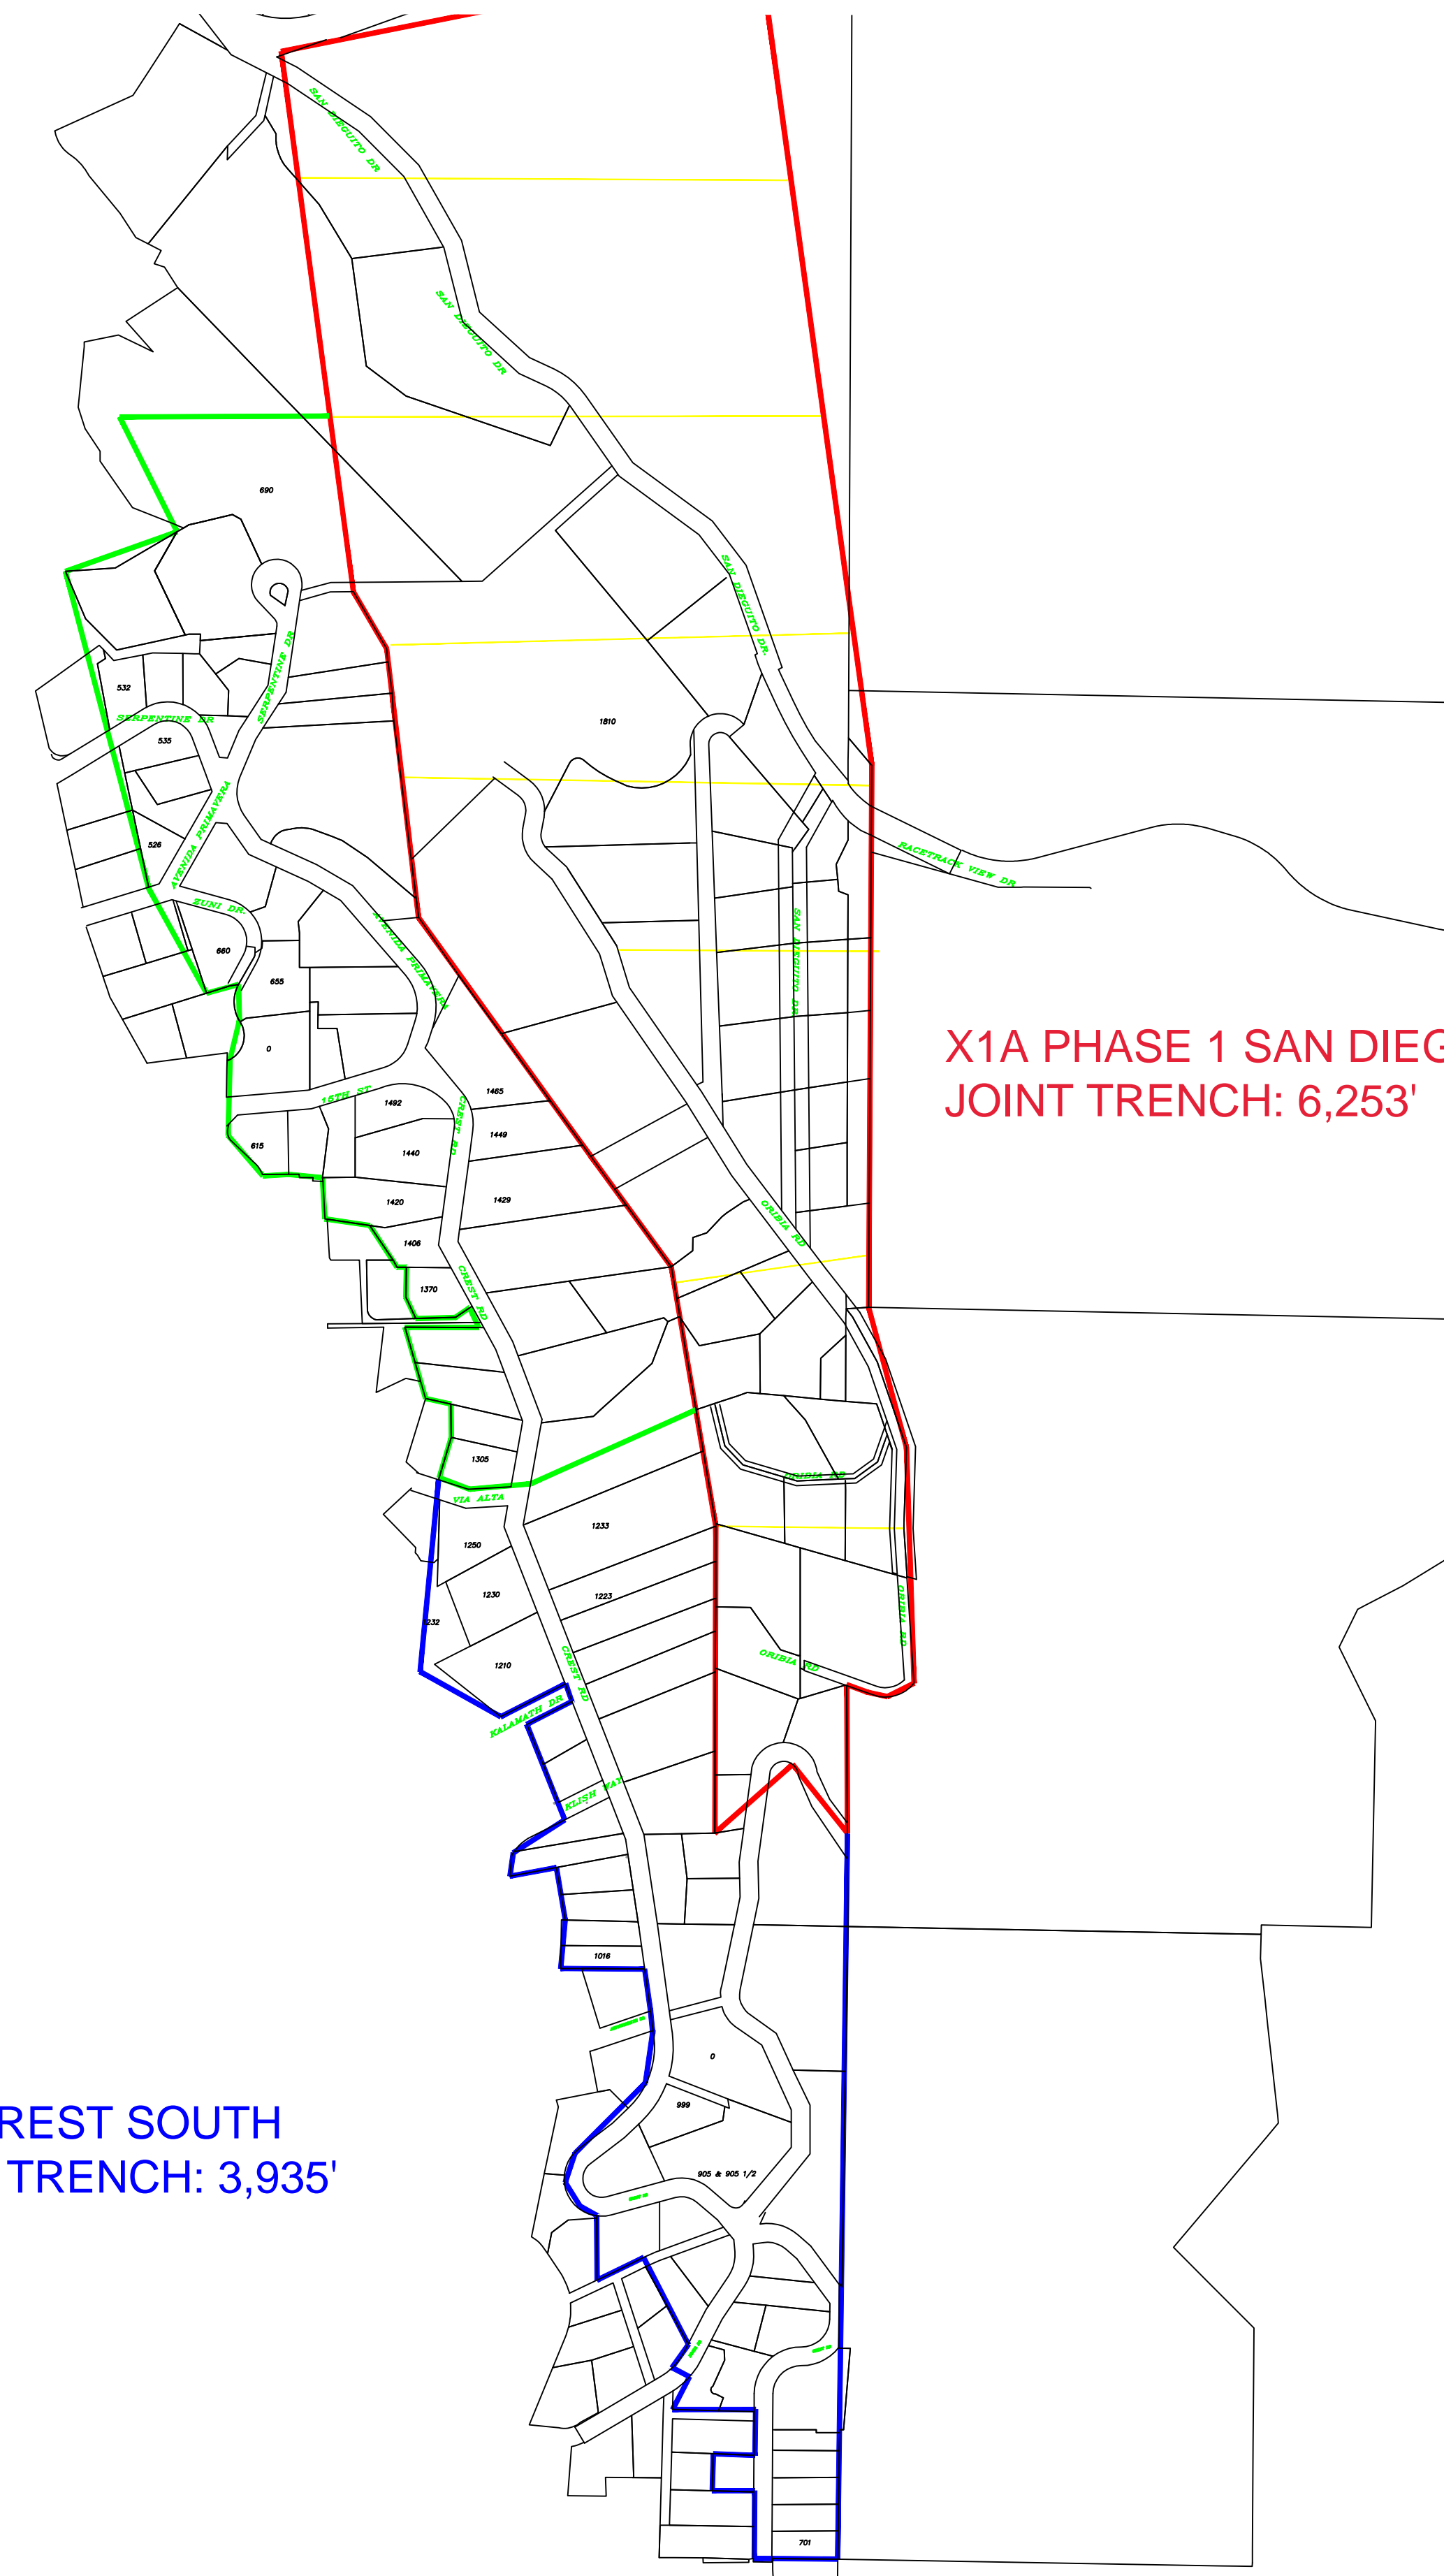 SAN DIEGUITO DR
SAN DIEGUITO DR
690
SAN DIEGUITO DR.
SERPENTINE DR
532
SERPENTINE DR
1810
535
AVENIDA PRIMAVERA
526
RACETRACK VIEW DR
ZUNI DR.
AVENIDA PRIMAVERA
SAN DIEGUITO DR
660
655
0
X1A PHASE 1 SAN DIEG
JOINT TRENCH: 6,253'
15TH ST
1492
CREST RD
1465
1449
615
1440
1420
1429
1406
ORIBIA RD
1370
CREST RD
1305
ORIBIA RD
VIA ALTA
1233
1250
1230
1223
1232
ORIBIA RD
1210
CREST RD
ORIBIA RD
KALAMATH DR
KLISH WAY
1016
0
999
REST SOUTH
TRENCH: 3,935'
905 & 905 1/2
701